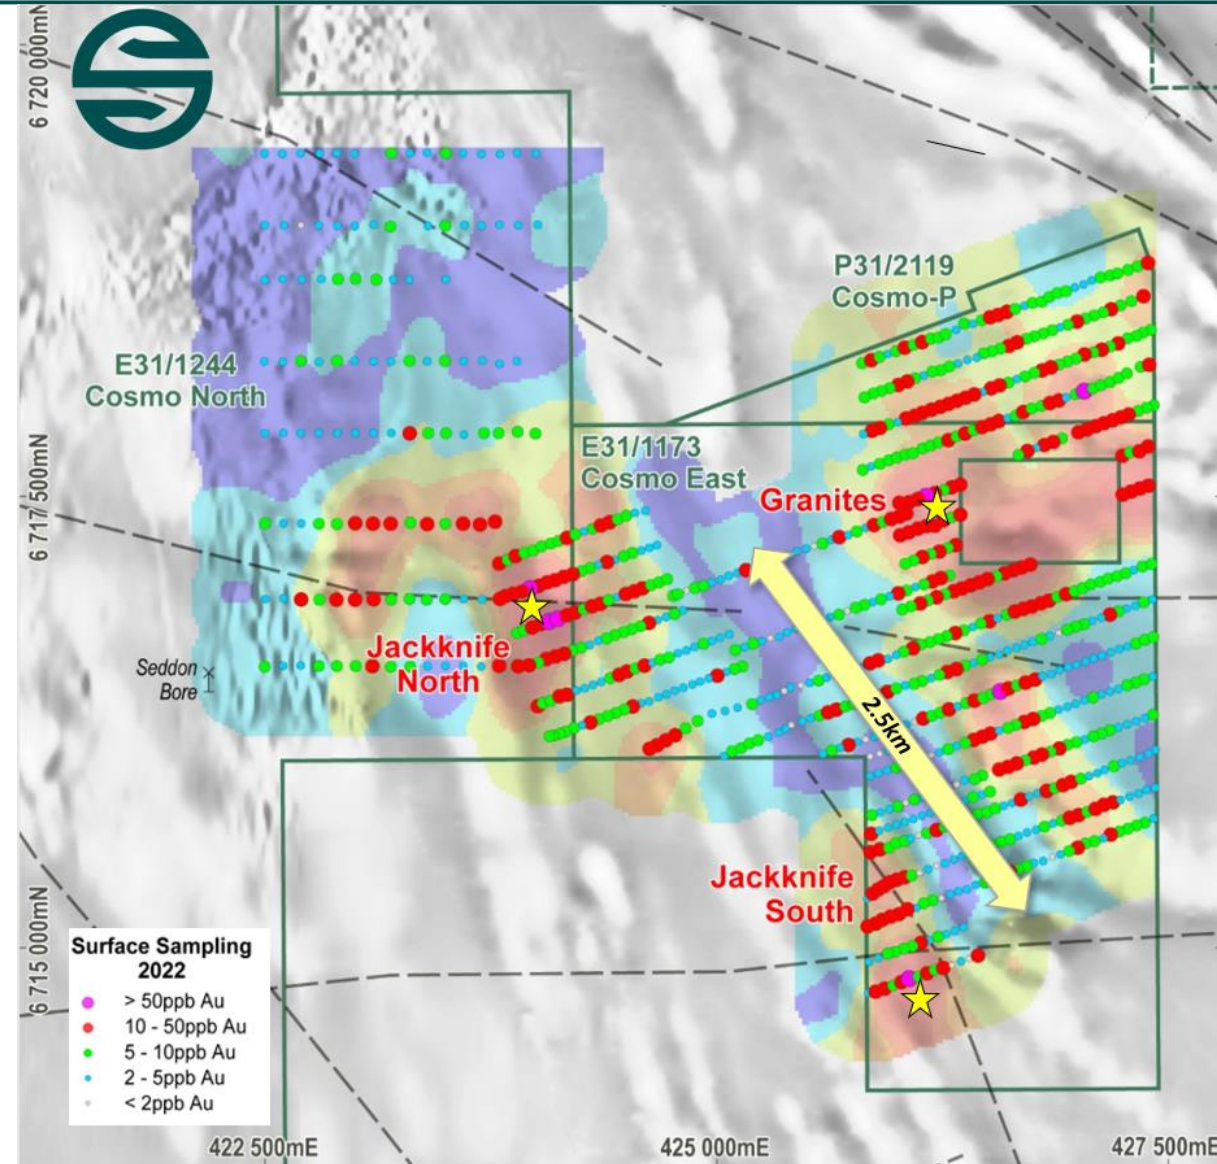 6 720 000mN
P31/2119
Cosmo-P
E31/1244
Cosmo North
E31/1173
Cosmo East
6 717 500mN
Granites
Jackknife
North
Seddon
Bore
2.5km
Jackknife
South
6 715 000mN
Surface Sampling
2022
> 50ppb Au
10 - 50ppb Au
5 - 10ppb Au
2 - 5ppb Au
< 2ppb Au
422 500mE
425 000mE
427 500mE